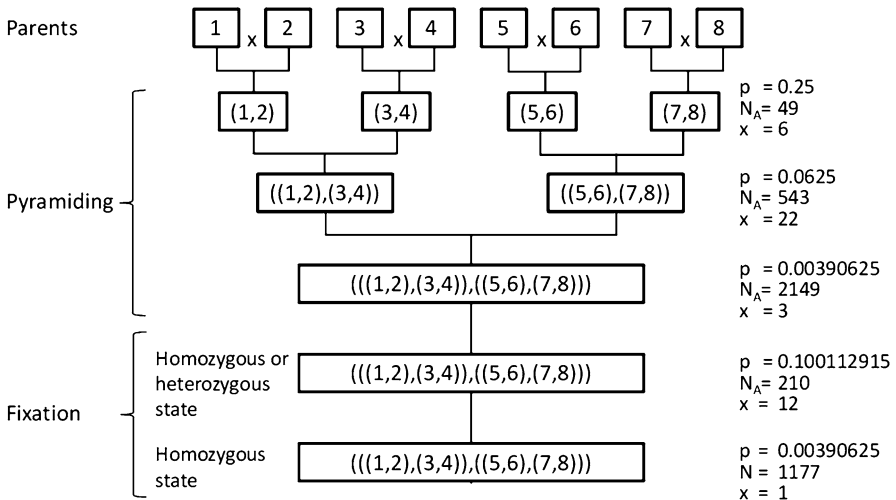 Parents
1 x 2 3 x 4 5 x 6 7 x 8
Pyramiding
(1,2) (3,4) (5,6) (7,8)
p = 0.25
N_A= 49
x = 6
((1,2),(3,4)) ((5,6),(7,8))
p = 0.0625
N_A= 543
x = 22
(((1,2),(3,4)),((5,6),(7,8)))
p = 0.00390625
N_A= 2149
x = 3
Fixation
Homozygous or
heterozygous
state
(((1,2),(3,4)),((5,6),(7,8)))
p = 0.100112915
N_A= 210
x = 12
Homozygous
state
(((1,2),(3,4)),((5,6),(7,8)))
p = 0.00390625
N = 1177
x = 1